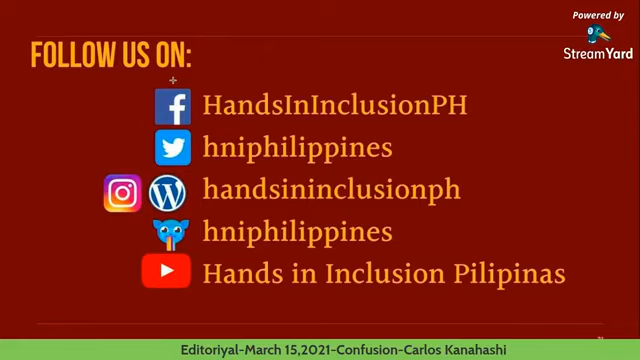 Powered by
StreamYard
FOLLOW US ON:
HandsInInclusionPH
hniphilippines
handsininclusionph
hniphilippines
Hands in Inclusion Pilipinas
Editoriyal-March 15,2021-Confusion-Carlos Kanahashi